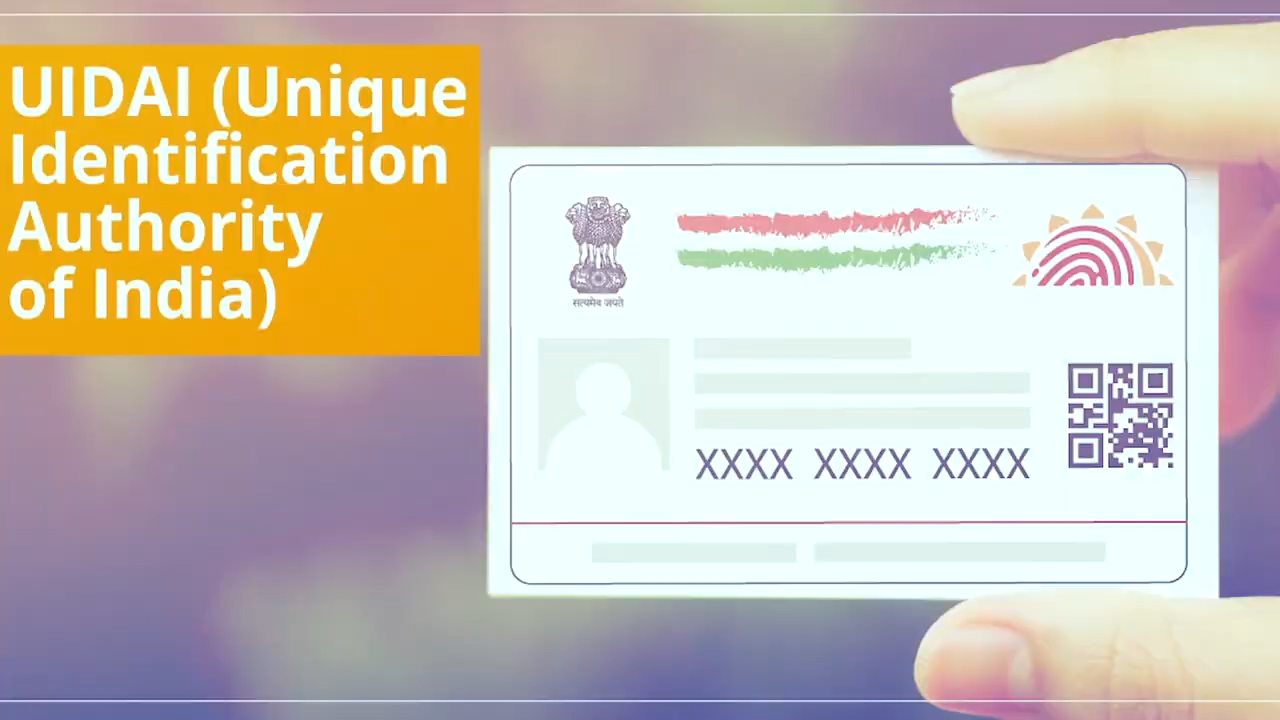 UIDAI (Unique
Identification
Authority
of India)
सत्यमेव जयते
XXXX XXXX XXXX